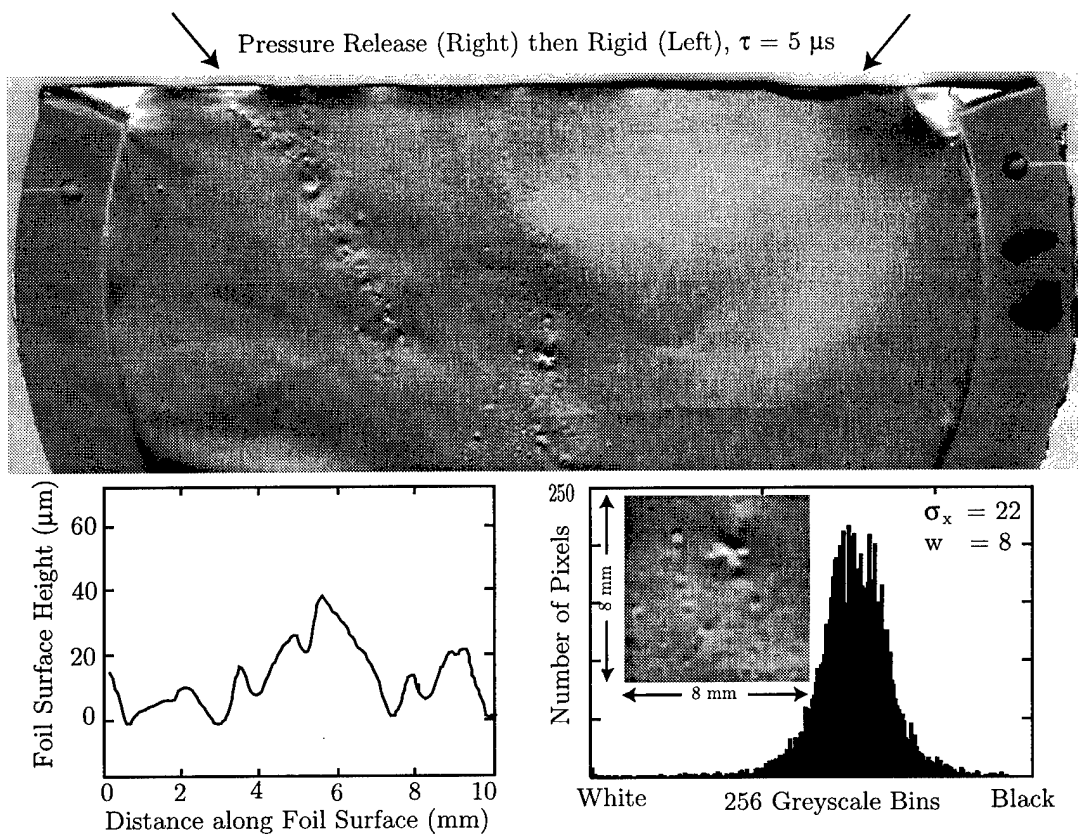 Pressure Release (Right) then Rigid (Left), τ = 5 μs
Foil Surface Height (μm)
60
40
20
0
0 2 4 6 8 10
Distance along Foil Surface (mm)
Number of Pixels
250
8 mm
8 mm
σx = 22
w = 8
White 256 Greyscale Bins Black